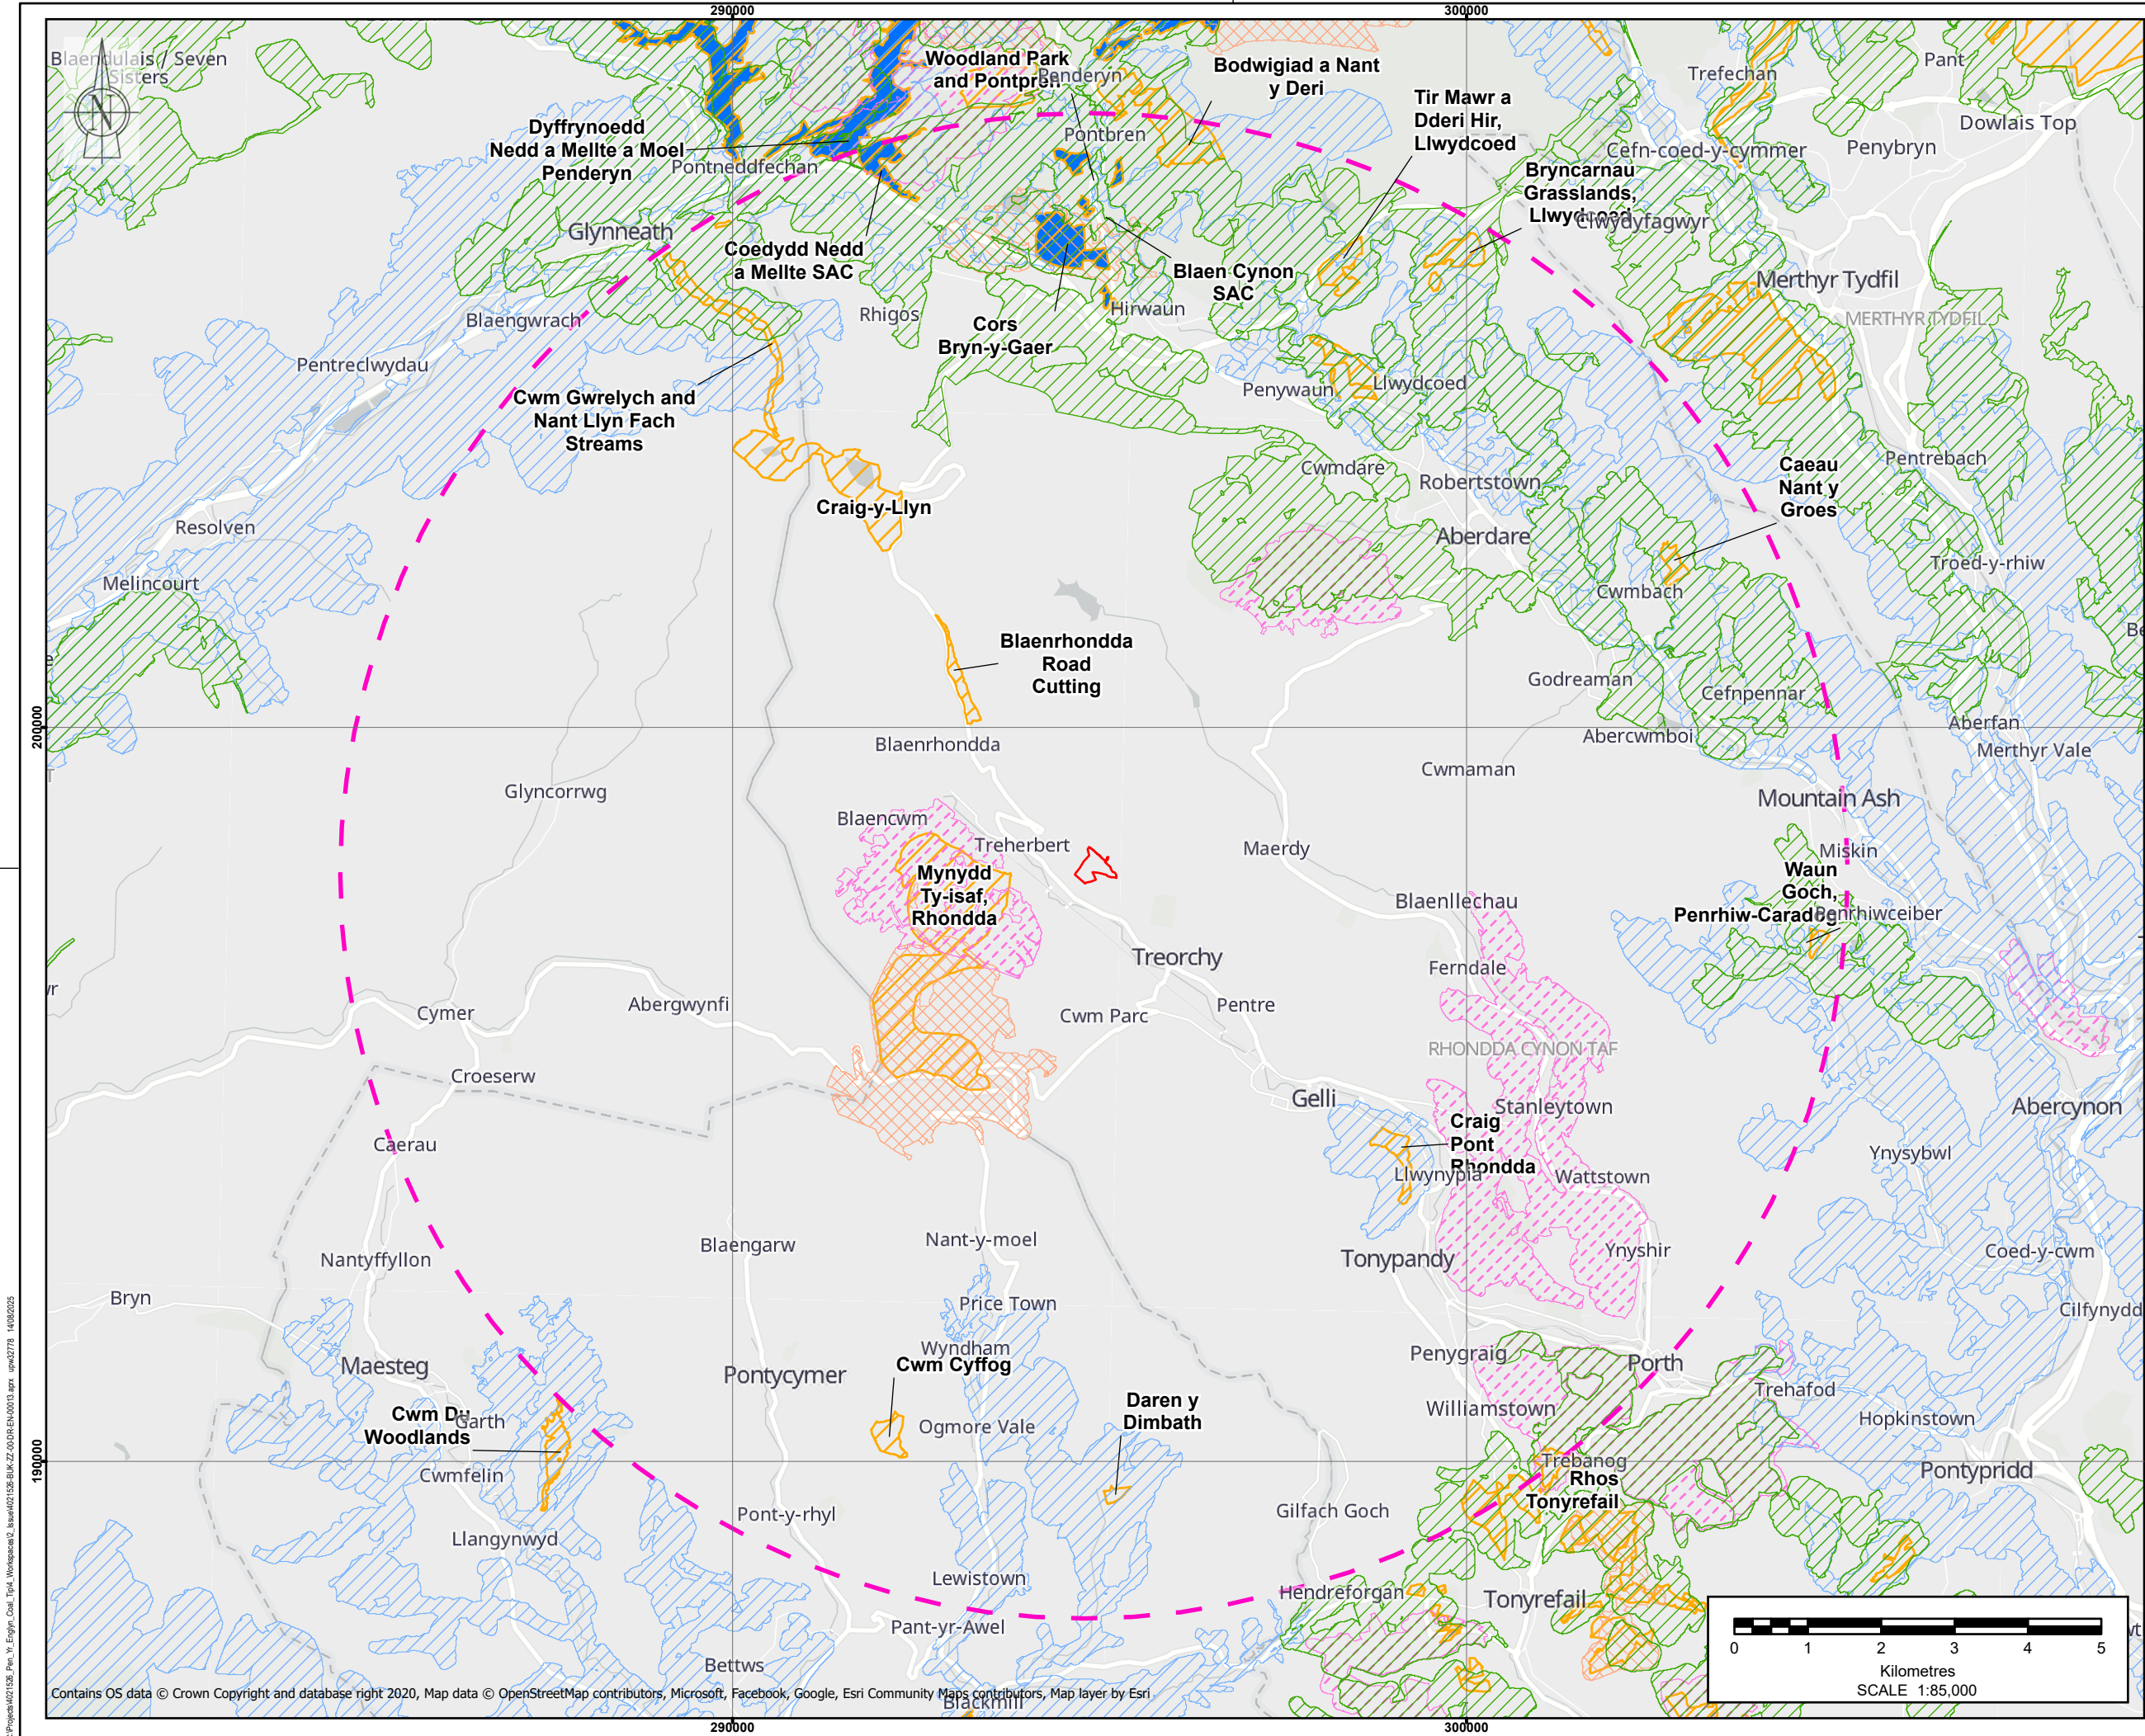 290000
300000
Blaendulais / Seven
Sisters
N
Woodland Park
and Pontpren
Penderyn
Bodwigiad a Nant
y Deri
Tir Mawr a
Dderi Hir,
Llwydcoed
Trefechan
Pant
Dowlais Top
Dyffrynoedd
Nedd a Mellte a Moel
Penderyn
Pontneddfechan
Pontbren
Cefn-coed-y-cymmer
Penybryn
Bryncarnau
Grasslands,
Llwydcoed
Clwydyfagwyr
Glynneath
Coedydd Nedd
a Mellte SAC
Blaen Cynon
SAC
Merthyr Tydfil
MERTHYR TYDFIL
Blaengwrach
Rhigos
Hirwaun
Cors
Bryn-y-Gaer
Pentreclwydau
Penywaun
Llwydcoed
Cwm Gwrelych and
Nant Llyn Fach
Streams
Cwmdare
Robertstown
Caeau
Nant y
Groes
Pentrebach
Craig-y-Llyn
Resolven
Aberdare
Melincourt
Troed-y-rhiw
Cwmbach
Be
Blaenrhondda
Road
Cutting
Godreaman
Cefnpennar
200000
Blaenrhondda
Abercwmboi
Aberfan
Merthyr Vale
Cwmaman
Glyncorrwg
Mountain Ash
Blaencwm
Treherbert
Maerdy
Miskin
Mynydd
Ty-isaf,
Rhondda
Waun
Goch,
Penrhiw-Caradog
Penrhiwceiber
Blaenllechau
Treorchy
Ferndale
Abergwynfi
Cymer
Cwm Parc
Pentre
RHONDDA CYNON TAF
Croeserw
Gelli
Stanleytown
Abercynon
Craig
Pont
Rhondda
Caerau
Llwynypia
Wattstown
Ynysybwl
Nantyffyllon
Blaengarw
Nant-y-moel
Tonypandy
Ynyshir
Coed-y-cwm
Bryn
Price Town
Cilfynydd
Wyndham
Cwm Cyffog
Maesteg
Pontycymer
Penygraig
Porth
Daren y
Dimbath
Trehafod
Williamstown
Cwm Du
Woodlands
Garth
Ogmore Vale
Hopkinstown
190000
Cwmfelin
Trebanog
Rhos
Tonyrefail
Pontypridd
Pont-y-rhyl
Gilfach Goch
Llangynwyd
Lewistown
Hendreforgan
Tonyrefail
Pant-yr-Awel
Bettws
Blackmill
0 1 2 3 4 5
Kilometres
SCALE 1:85,000
Contains OS data © Crown Copyright and database right 2020, Map data © OpenStreetMap contributors, Microsoft, Facebook, Google, Esri Community Maps contributors, Map layer by Esri
290000
300000